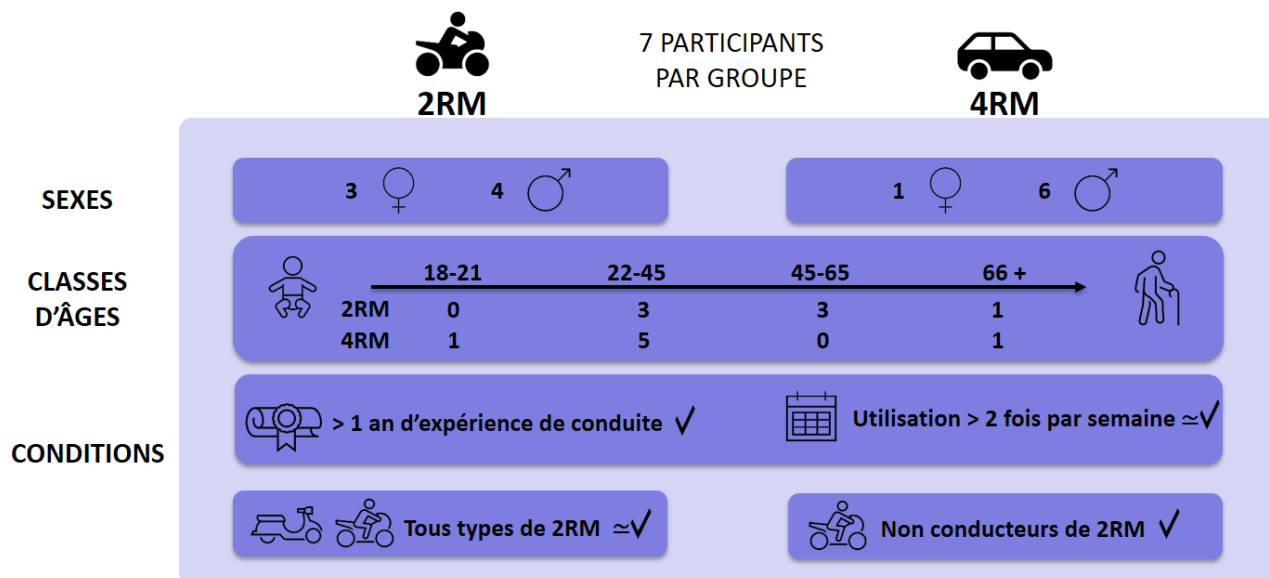 7 PARTICIPANTS
PAR GROUPE
2RM
4RM
SEXES
3 4
1 6
CLASSES
D'ÂGES
18-21 22-45 45-65 66 +
2RM 0 3 3 1
4RM 1 5 0 1
CONDITIONS
> 1 an d'expérience de conduite ✓
Utilisation > 2 fois par semaine ≃✓
Tous types de 2RM ≃✓
Non conducteurs de 2RM ✓